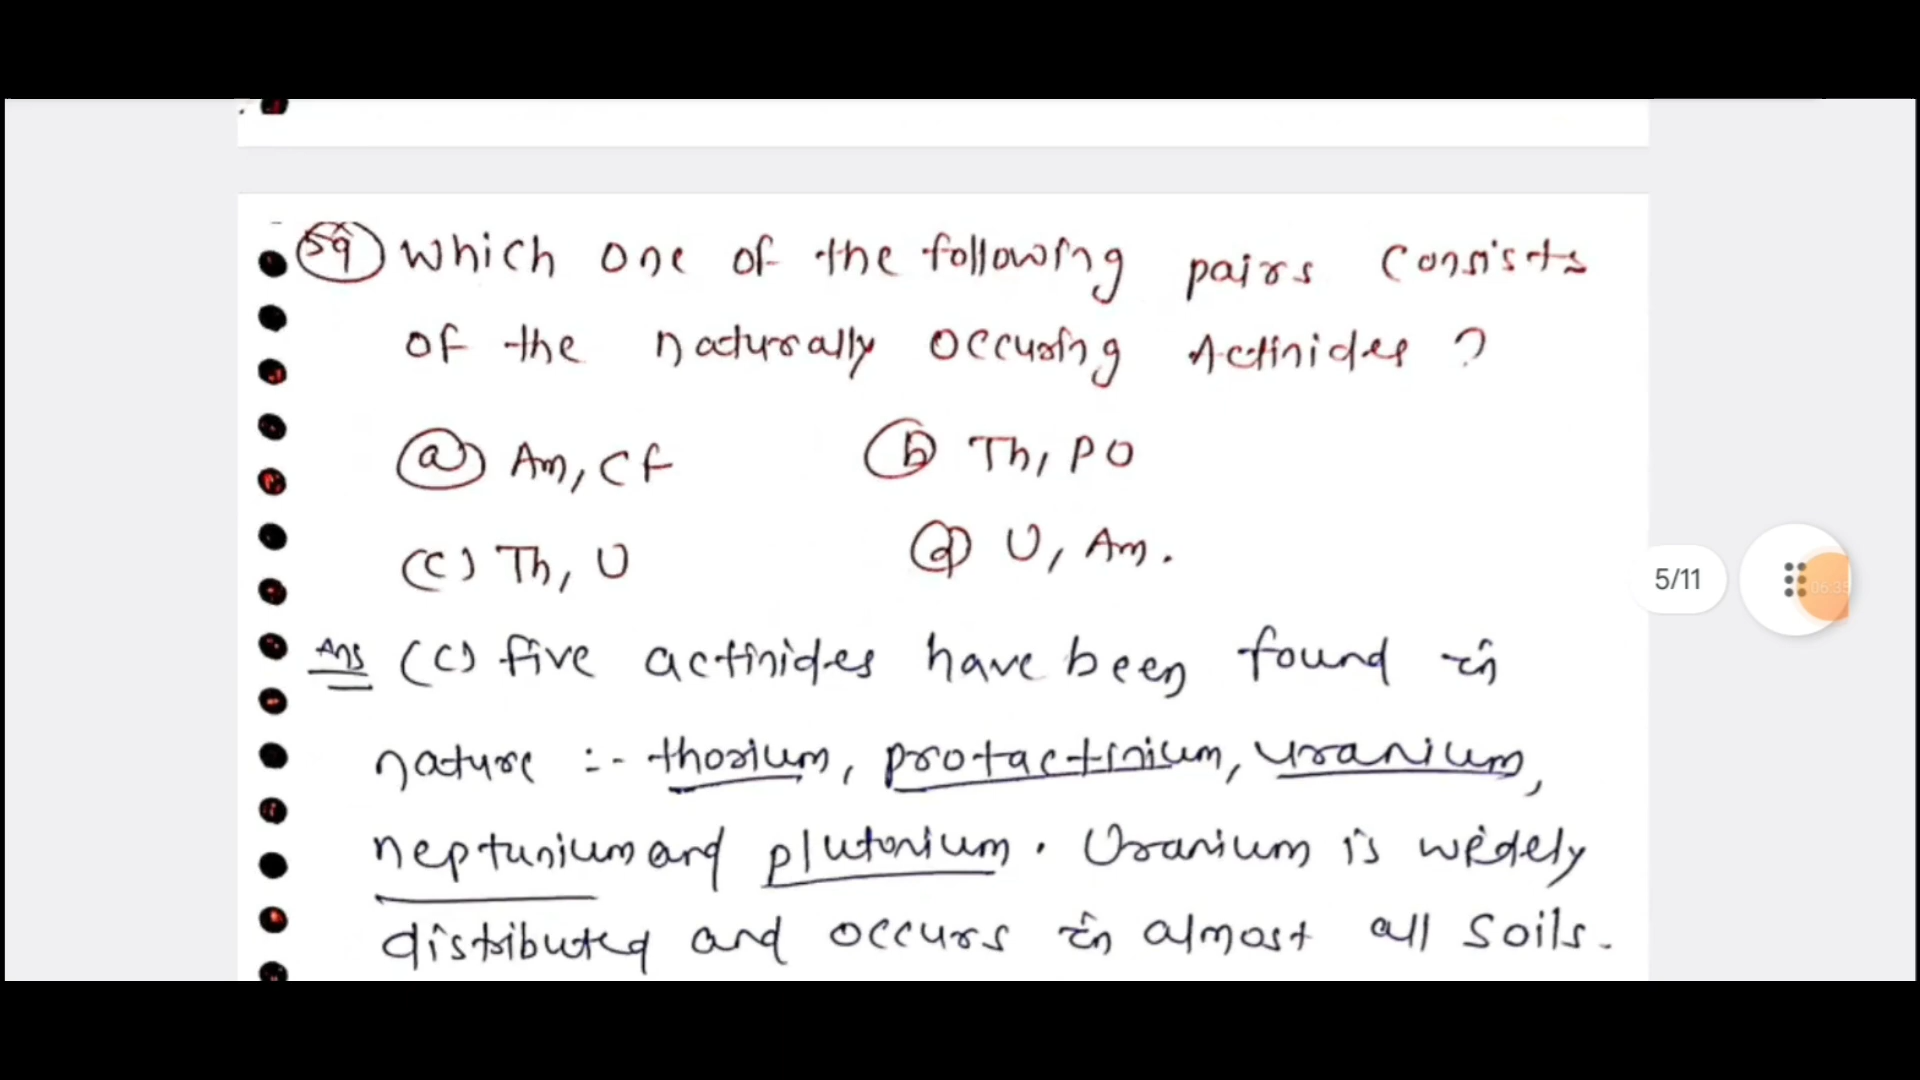 59 Which one of the following pairs consists
of the naturally occuring Actinides ?
(a) Am, Cf (b) Th, PO
(c) Th, U (d) U, Am.
5/11
06:35
Ans (c) five actinides have been found in
nature :- thorium, protactinium, uranium,
neptunium and plutonium. Uranium is widely
distributed and occurs in almost all soils.